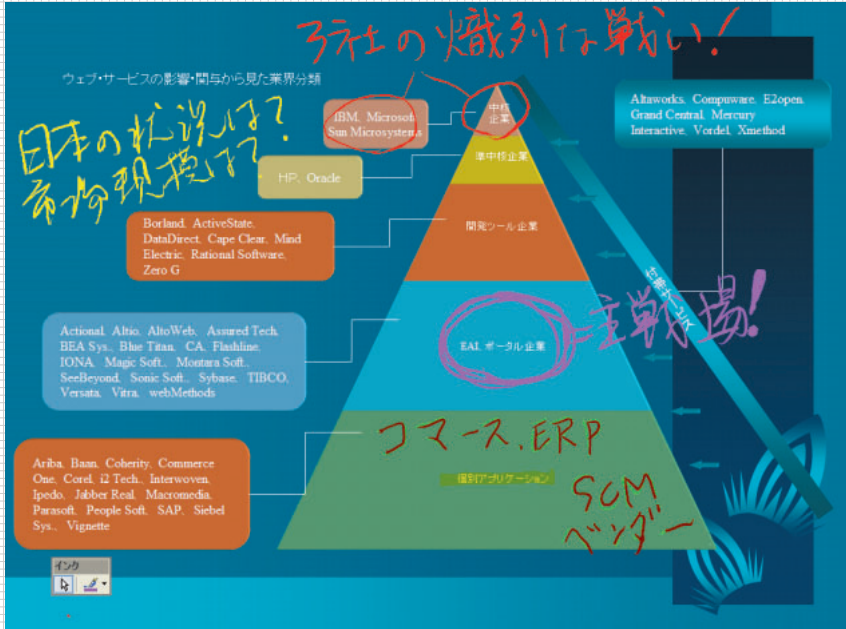 3社の熾烈な戦い!
ウェブ・サービスの影響・関与から見た業界分類
日本の状況は?
市場規模は?
IBM、Microsoft
Sun Microsystems
中核
企業
Altaworks、Compuware、E2open、
Grand Central、Mercury
Interactive、Vordel、Xmethod
HP、Oracle
準中核企業
Borland、ActiveState、
DataDirect、Cape Clear、Mind
Electric、Rational Software、
Zero G
開発ツール企業
付帯サービス
Actional、Altio、AltoWeb、Assured Tech、
BEA Sys.、Blue Titan、CA、Flashline、
IONA、Magic Soft.、Montara Soft.、
SeeBeyond、Sonic Soft.、Sybase、TIBCO、
Versata、Vitra、webMethods
EAI、ポータル企業
=主戦場!
コマース、ERP
Ariba、Baan、Coherity、Commerce
One、Corel、i2 Tech.、Interwoven、
Ipedo、Jabber Real、Macromedia、
Parasoft、People Soft、SAP、Siebel
Sys.、Vignette
個別アプリケーション
SCM
ベンダー
インク